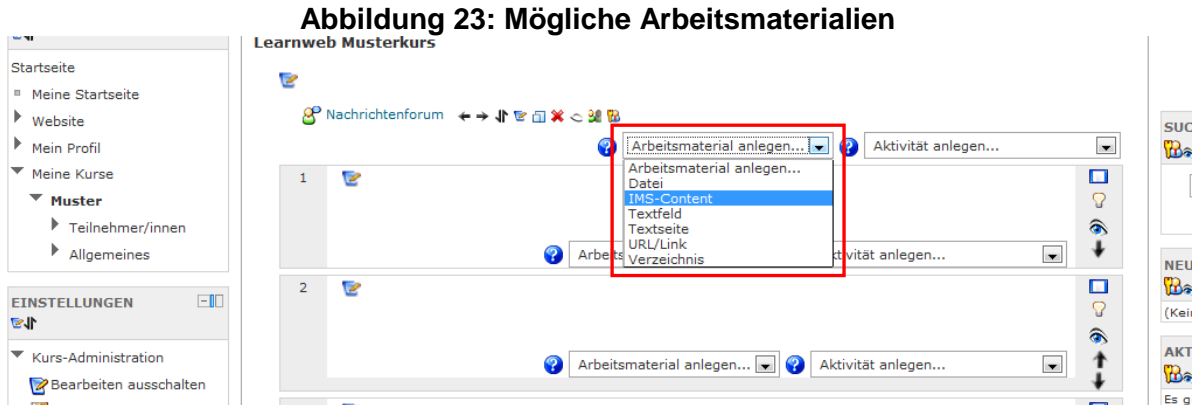 Abbildung 23: Mögliche Arbeitsmaterialien
Learnweb Musterkurs
Startseite
Meine Startseite
Website
Mein Profil
Meine Kurse
Muster
Teilnehmer/innen
Allgemeines
EINSTELLUNGEN
Kurs-Administration
Bearbeiten ausschalten
Nachrichtenforum
Arbeitsmaterial anlegen... Aktivität anlegen...
Arbeitsmaterial anlegen...
Datei
IMS-Content
Textfeld
Textseite
URL/Link
Verzeichnis
1
Arbeits ktivität anlegen...
2
Arbeitsmaterial anlegen... Aktivität anlegen...
SUC
NEU
(Kei
AKT
Es g